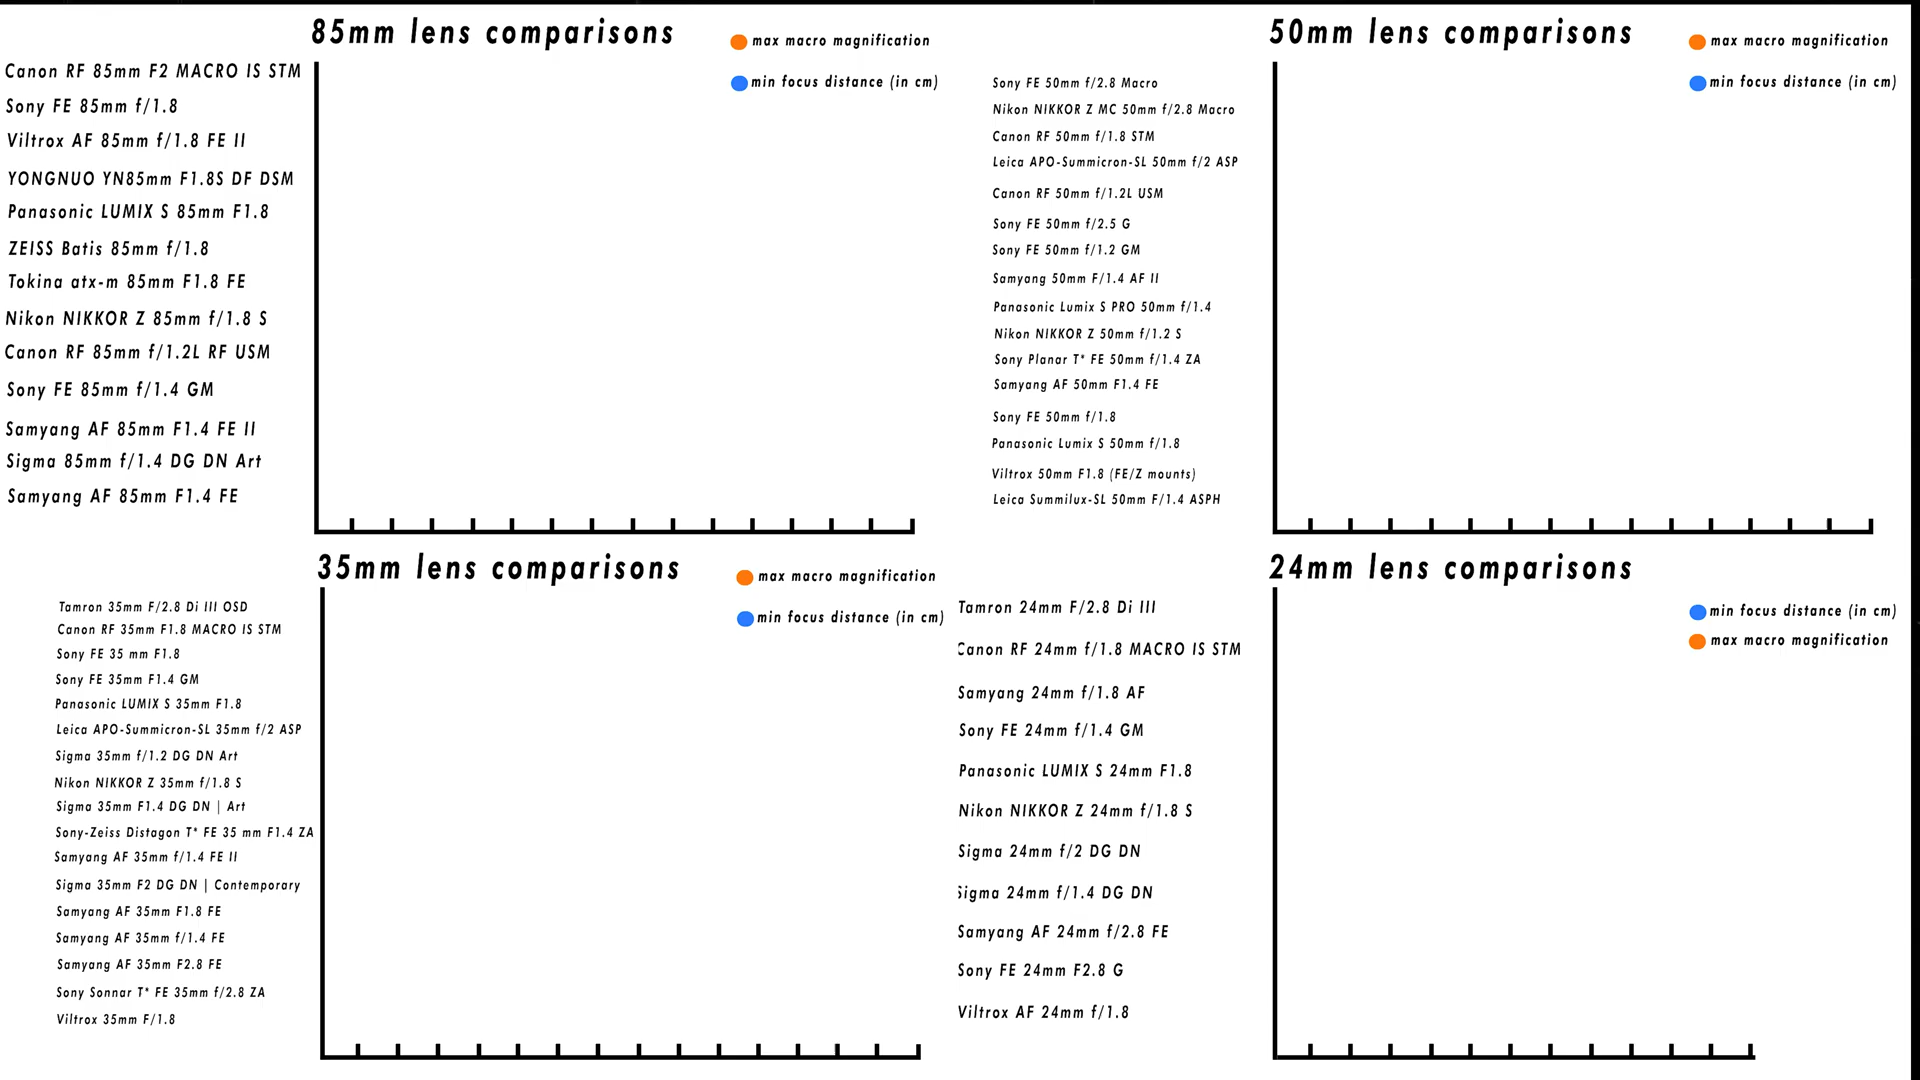 85mm lens comparisons
max macro magnification
min focus distance (in cm)
Canon RF 85mm F2 MACRO IS STM
Sony FE 85mm f/1.8
Viltrox AF 85mm f/1.8 FE II
YONGNUO YN85mm F1.8S DF DSM
Panasonic LUMIX S 85mm F1.8
ZEISS Batis 85mm f/1.8
Tokina atx-m 85mm F1.8 FE
Nikon NIKKOR Z 85mm f/1.8 S
Canon RF 85mm f/1.2L RF USM
Sony FE 85mm f/1.4 GM
Samyang AF 85mm F1.4 FE II
Sigma 85mm f/1.4 DG DN Art
Samyang AF 85mm F1.4 FE
50mm lens comparisons
max macro magnification
min focus distance (in cm)
Sony FE 50mm f/2.8 Macro
Nikon NIKKOR Z MC 50mm f/2.8 Macro
Canon RF 50mm f/1.8 STM
Leica APO-Summicron-SL 50mm f/2 ASP
Canon RF 50mm f/1.2L USM
Sony FE 50mm f/2.5 G
Sony FE 50mm f/1.2 GM
Samyang 50mm F/1.4 AF II
Panasonic Lumix S PRO 50mm f/1.4
Nikon NIKKOR Z 50mm f/1.2 S
Sony Planar T* FE 50mm f/1.4 ZA
Samyang AF 50mm F1.4 FE
Sony FE 50mm f/1.8
Panasonic Lumix S 50mm f/1.8
Viltrox 50mm F1.8 (FE/Z mounts)
Leica Summilux-SL 50mm F/1.4 ASPH
35mm lens comparisons
max macro magnification
min focus distance (in cm)
Tamron 35mm F/2.8 Di III OSD
Canon RF 35mm F1.8 MACRO IS STM
Sony FE 35 mm F1.8
Sony FE 35mm F1.4 GM
Panasonic LUMIX S 35mm F1.8
Leica APO-Summicron-SL 35mm f/2 ASP
Sigma 35mm f/1.2 DG DN Art
Nikon NIKKOR Z 35mm f/1.8 S
Sigma 35mm F1.4 DG DN | Art
Sony-Zeiss Distagon T* FE 35 mm F1.4 ZA
Samyang AF 35mm f/1.4 FE II
Sigma 35mm F2 DG DN | Contemporary
Samyang AF 35mm F1.8 FE
Samyang AF 35mm f/1.4 FE
Samyang AF 35mm F2.8 FE
Sony Sonnar T* FE 35mm f/2.8 ZA
Viltrox 35mm F/1.8
24mm lens comparisons
min focus distance (in cm)
max macro magnification
Tamron 24mm F/2.8 Di III
Canon RF 24mm f/1.8 MACRO IS STM
Samyang 24mm f/1.8 AF
Sony FE 24mm f/1.4 GM
Panasonic LUMIX S 24mm F1.8
Nikon NIKKOR Z 24mm f/1.8 S
Sigma 24mm f/2 DG DN
Sigma 24mm f/1.4 DG DN
Samyang AF 24mm f/2.8 FE
Sony FE 24mm F2.8 G
Viltrox AF 24mm f/1.8